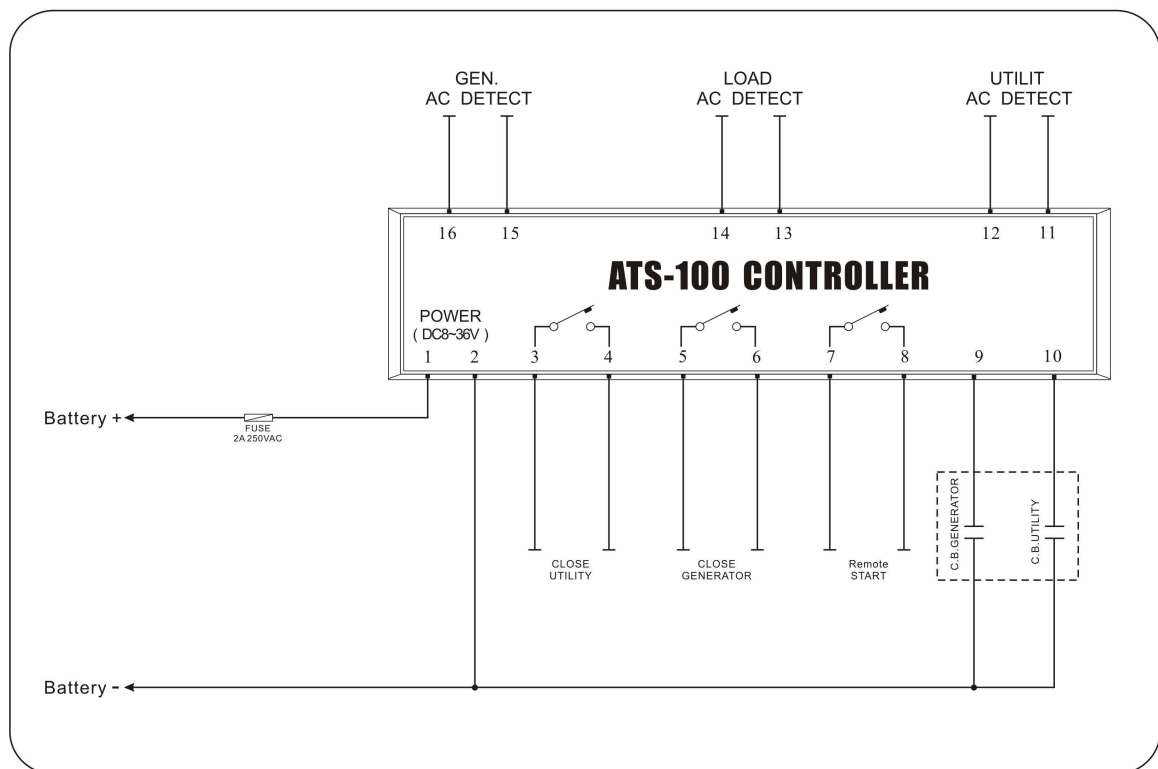 GEN.
AC DETECT
LOAD
AC DETECT
UTILIT
AC DETECT
16
15
14
13
12
11
ATS-100 CONTROLLER
POWER
( DC8~36V )
1
2
3
4
5
6
7
8
9
10
Battery +
FUSE
2A 250VAC
C.B.GENERATOR
C.B.UTILITY
CLOSE
UTILITY
CLOSE
GENERATOR
Remote
START
Battery -